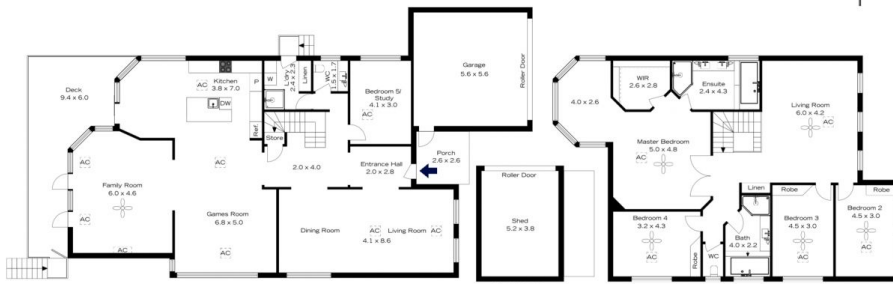 Deck
9.4 x 6.0
Kitchen
3.8 x 7.0
AC
P
DW
Ref.
W
L'dry
2.4 x 2.3
Linen
WC
1.5 x 1.7
Bedroom 5/
Study
4.1 x 3.0
AC
Store
AC
AC
Family Room
6.0 x 4.6
AC
AC
Games Room
6.8 x 5.0
AC
2.0 x 4.0
Entrance Hall
2.0 x 2.8
Dining Room
AC
Living Room
AC
4.1 x 8.6
Garage
5.6 x 5.6
Roller Door
Porch
2.6 x 2.6
Roller Door
Shed
5.2 x 3.8
4.0 x 2.6
WIR
2.6 x 2.8
Ensuite
2.4 x 4.3
Living Room
6.0 x 4.2
AC
Master Bedroom
5.0 x 4.8
AC
Linen
Robe
Robe
Bedroom 4
3.2 x 4.3
AC
Robe
WC
Bath
4.0 x 2.2
Bedroom 3
4.5 x 3.0
AC
Bedroom 2
4.5 x 3.0
AC